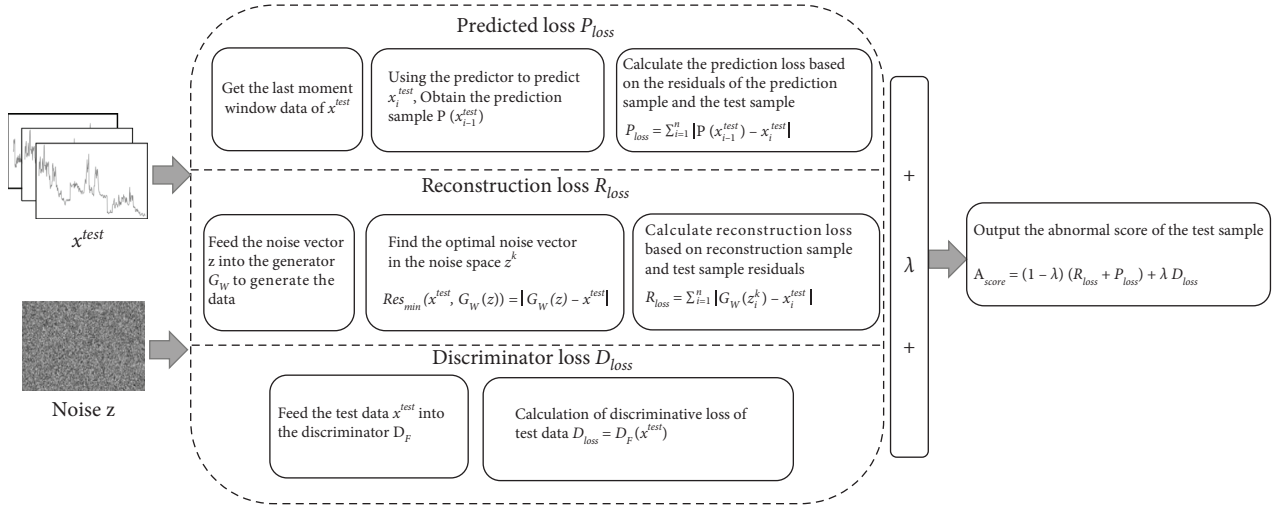 Predicted loss P_loss
Get the last moment
window data of x^test
Using the predictor to predict
x_i^test, Obtain the prediction
sample P (x_{i–1}^test)
Calculate the prediction loss based
on the residuals of the prediction
sample and the test sample
P_loss = Σ_{i=1}^n |P (x_{i–1}^test) – x_i^test|
x^test
Reconstruction loss R_loss
Feed the noise vector
z into the generator
G_W to generate the
data
Find the optimal noise vector
in the noise space z^k
Res_min(x^test, G_W(z)) = |G_W(z) – x^test|
Calculate reconstruction loss
based on reconstruction sample
and test sample residuals
R_loss = Σ_{i=1}^n |G_W(z_i^k) – x_i^test|
Noise z
Discriminator loss D_loss
Feed the test data x^test into
the discriminator D_F
Calculation of discriminative loss of
test data D_loss = D_F(x^test)
+
λ
+
Output the abnormal score of the test sample
A_score = (1 – λ) (R_loss + P_loss) + λ D_loss